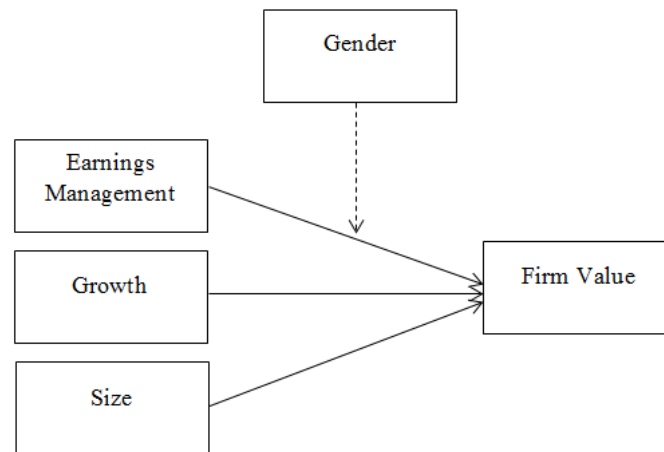 Gender
Earnings
Management
Growth
Firm Value
Size